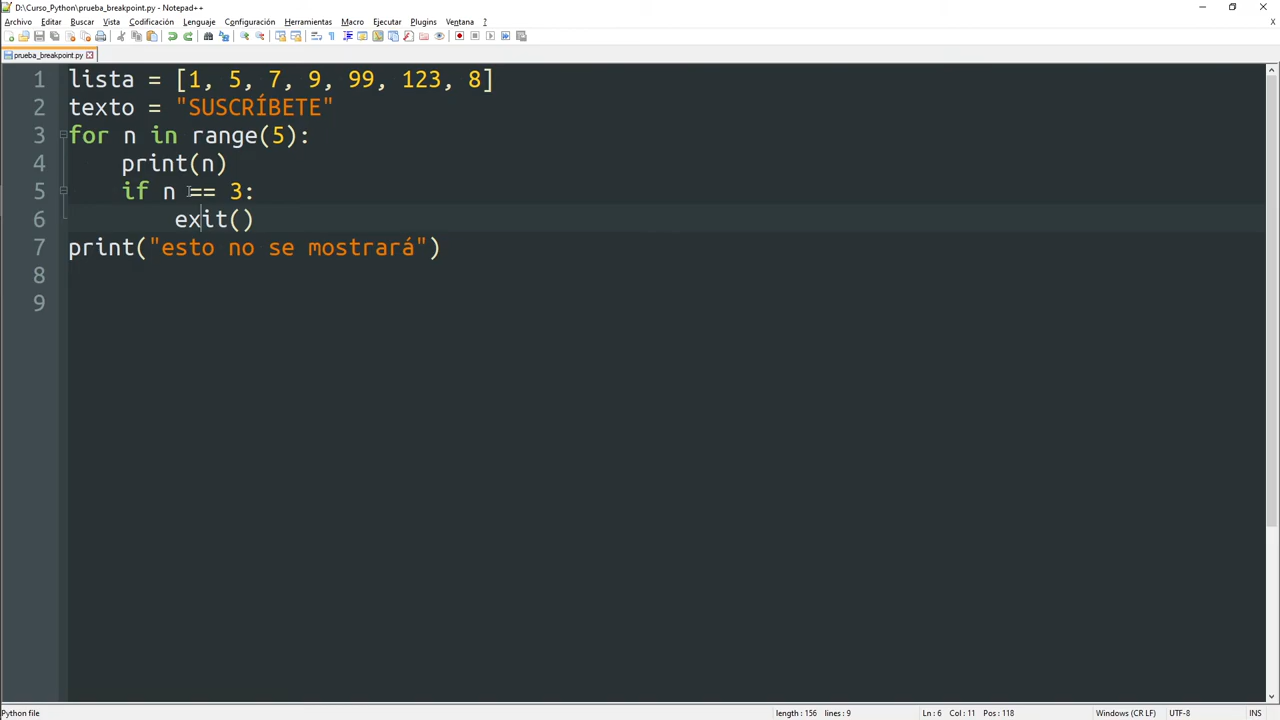 D:\Curso_Python\prueba_breakpoint.py - Notepad++
Archivo Editar Buscar Vista Codificación Lenguaje Configuración Herramientas Macro Ejecutar Plugins Ventana ? X
prueba_breakpoint.py
1 lista = [1, 5, 7, 9, 99, 123, 8]
2 texto = "SUSCRÍBETE"
3 for n in range(5):
4     print(n)
5     if n == 3:
6         exit()
7 print("esto no se mostrará")
8
9
Python file length : 156 lines : 9 Ln : 6 Col : 11 Pos : 118 Windows (CR LF) UTF-8 INS